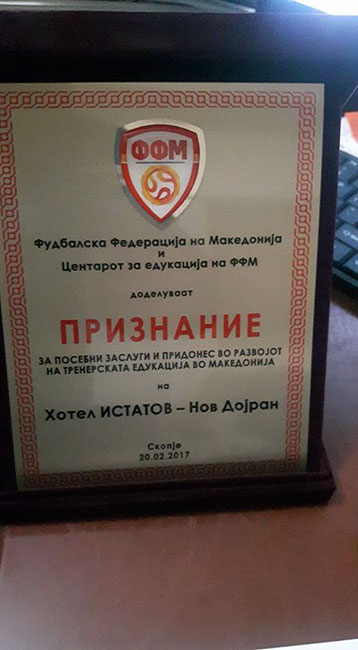 ФФМ
Фудбалска Федерација на Македонија
и
Центарот за едукација на ФФМ
доделуваат
ПРИЗНАНИЕ
ЗА ПОСЕБНИ ЗАСЛУГИ И ПРИДОНЕС ВО РАЗВОЈОТ
НА ТРЕНЕРСКАТА ЕДУКАЦИЈА ВО МАКЕДОНИЈА
на
Хотел ИСТАТОВ – Нов Дојран
Скопје
20.02.2017